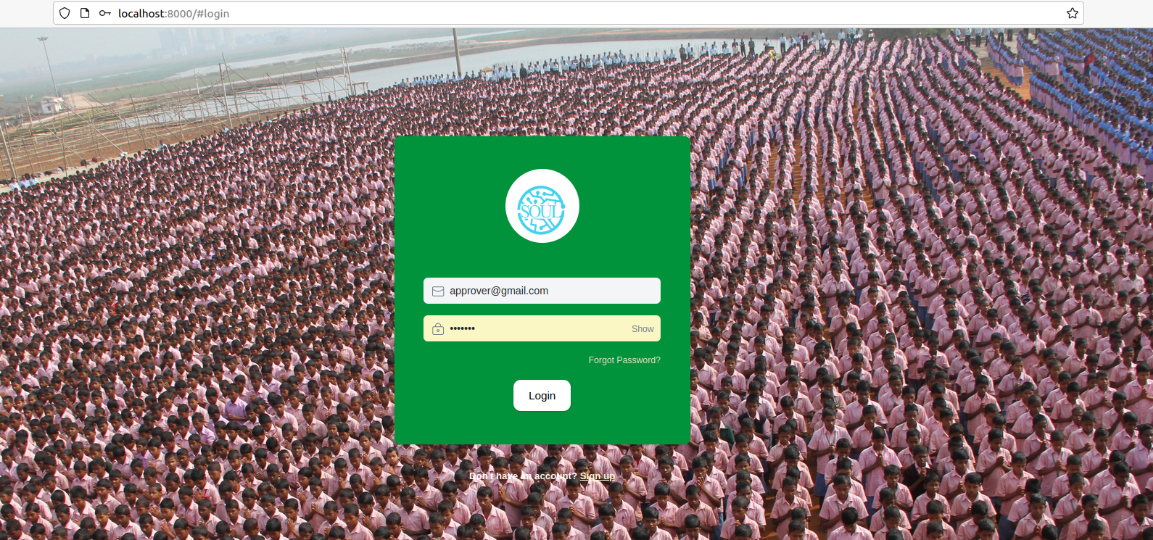 localhost:8000/#login
SOUL
approver@gmail.com
••••••• Show
Forgot Password?
Login
Don't have an account? Sign up